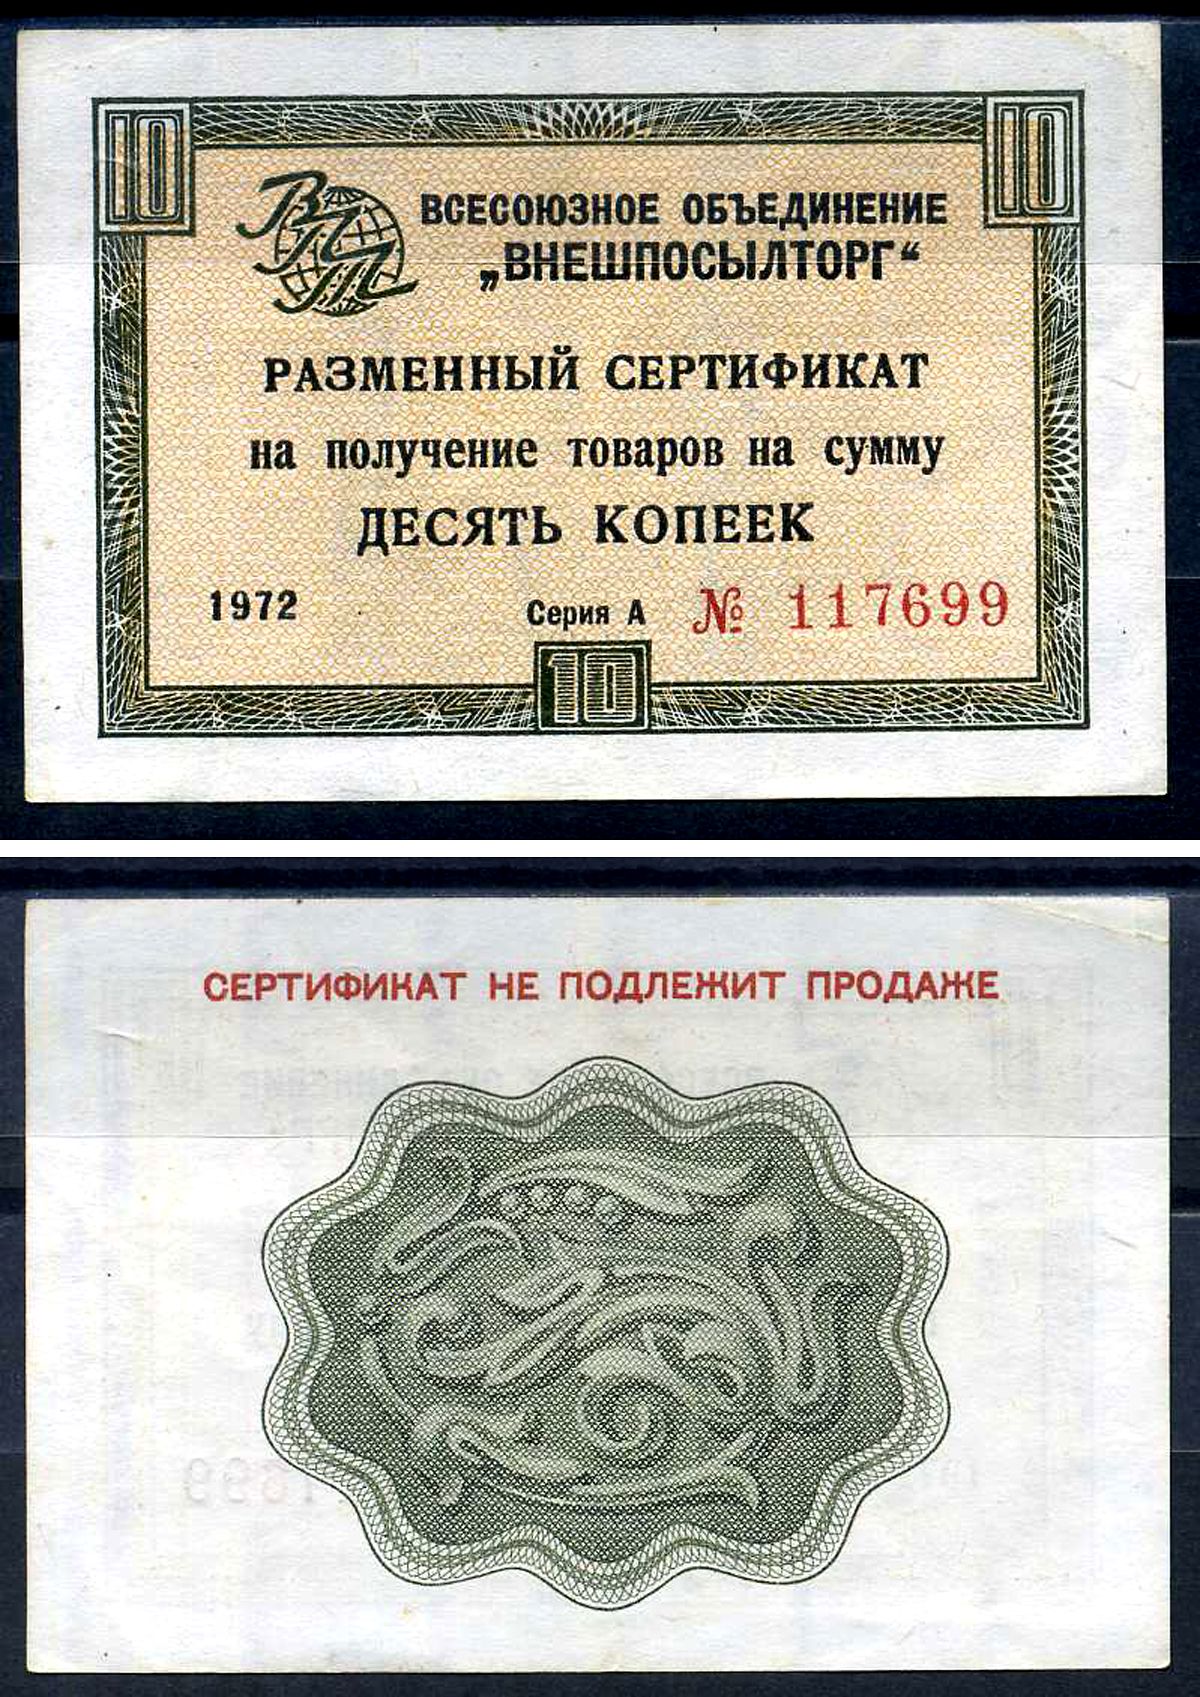 10 10
ВПТ
ВСЕСОЮЗНОЕ ОБЪЕДИНЕНИЕ
„ВНЕШПОСЫЛТОРГ“
РАЗМЕННЫЙ СЕРТИФИКАТ
на получение товаров на сумму
ДЕСЯТЬ КОПЕЕК
1972 Серия А № 117699
10
СЕРТИФИКАТ НЕ ПОДЛЕЖИТ ПРОДАЖЕ